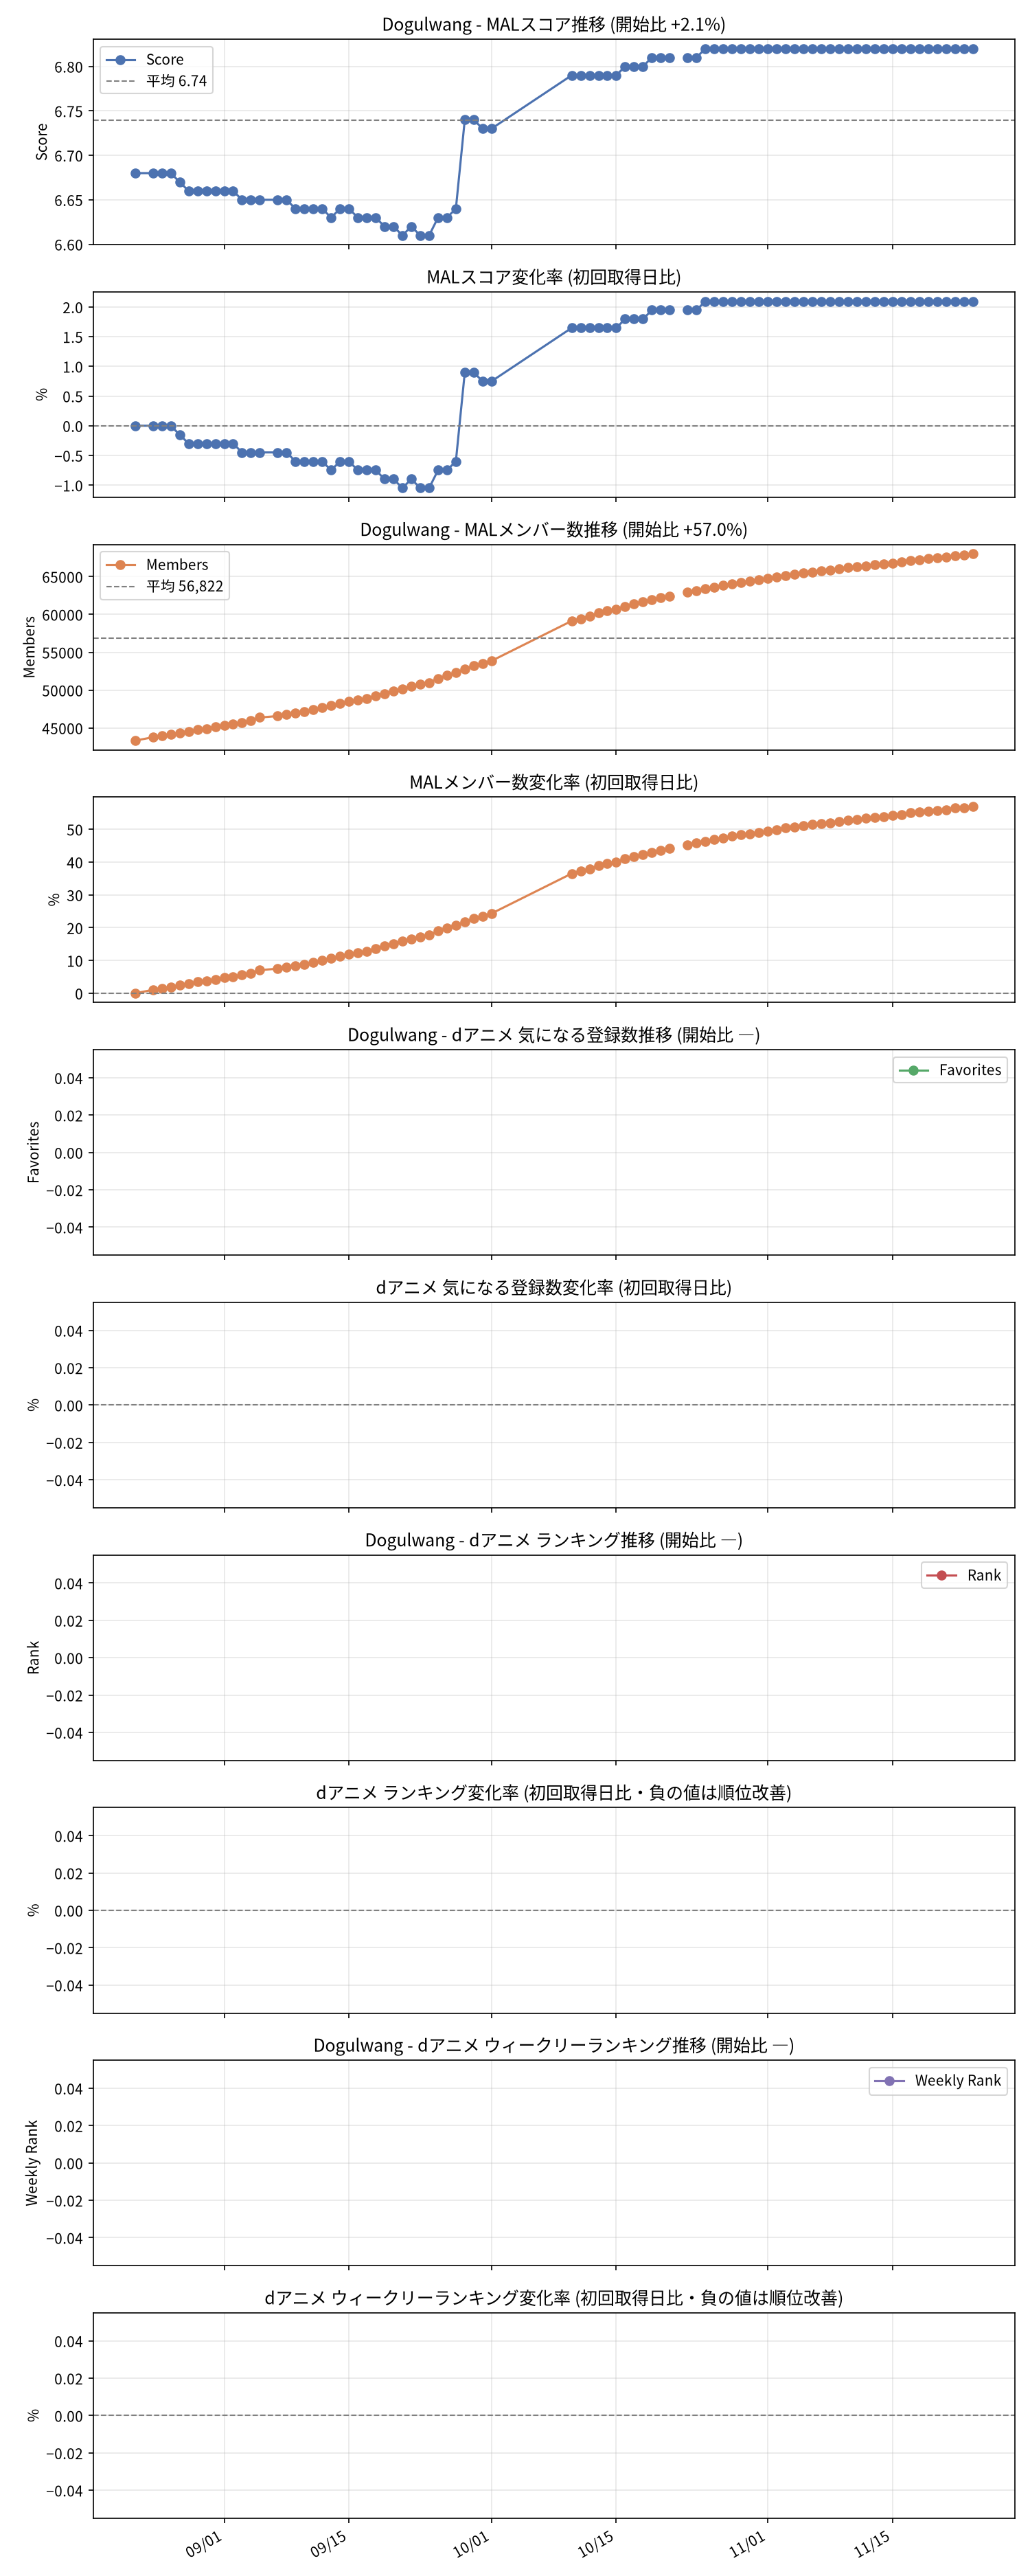 Dogulwang - MALスコア推移 (開始比 +2.1%)
Score
平均 6.74
Score
6.80
6.75
6.70
6.65
6.60
MALスコア変化率 (初回取得日比)
%
2.0
1.5
1.0
0.5
0.0
−0.5
−1.0
Dogulwang - MALメンバー数推移 (開始比 +57.0%)
Members
平均 56,822
Members
65000
60000
55000
50000
45000
MALメンバー数変化率 (初回取得日比)
%
50
40
30
20
10
0
Dogulwang - dアニメ 気になる登録数推移 (開始比 —)
Favorites
Favorites
0.04
0.02
0.00
−0.02
−0.04
dアニメ 気になる登録数変化率 (初回取得日比)
%
0.04
0.02
0.00
−0.02
−0.04
Dogulwang - dアニメ ランキング推移 (開始比 —)
Rank
Rank
0.04
0.02
0.00
−0.02
−0.04
dアニメ ランキング変化率 (初回取得日比・負の値は順位改善)
%
0.04
0.02
0.00
−0.02
−0.04
Dogulwang - dアニメ ウィークリーランキング推移 (開始比 —)
Weekly Rank
Weekly Rank
0.04
0.02
0.00
−0.02
−0.04
dアニメ ウィークリーランキング変化率 (初回取得日比・負の値は順位改善)
%
0.04
0.02
0.00
−0.02
−0.04
09/01
09/15
10/01
10/15
11/01
11/15